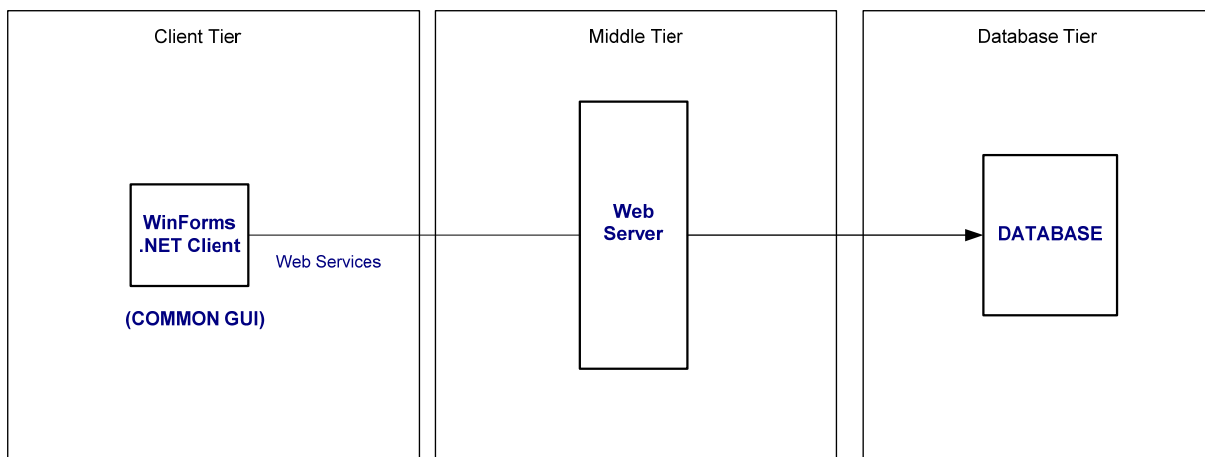 Client Tier
Middle Tier
Database Tier
WinForms
.NET Client
Web Services
(COMMON GUI)
Web
Server
DATABASE